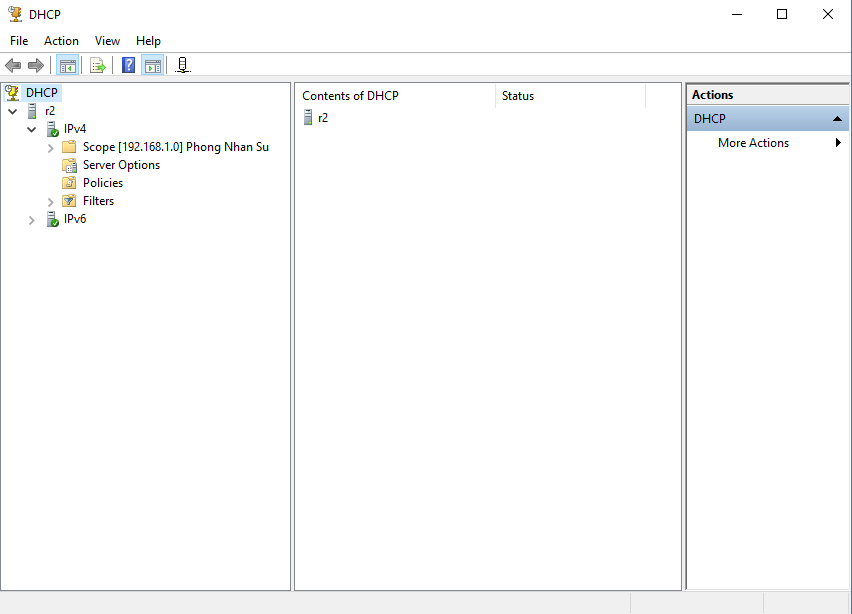 DHCP
File Action View Help
DHCP
r2
IPv4
Scope [192.168.1.0] Phong Nhan Su
Server Options
Policies
Filters
IPv6
Contents of DHCP Status
r2
Actions
DHCP
More Actions